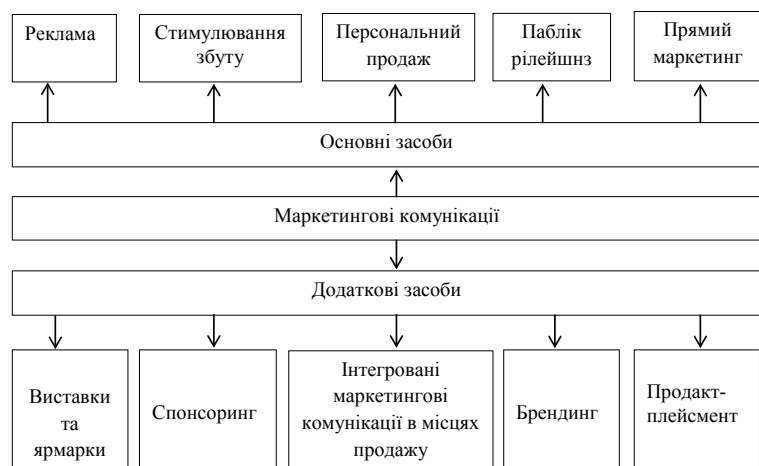 Реклама
Стимулювання
збуту
Персональний
продаж
Паблік
рілейшнз
Прямий
маркетинг
Основні засоби
Маркетингові комунікації
Додаткові засоби
Виставки
та
ярмарки
Спонсоринг
Інтегровані
маркетингові
комунікації в місцях
продажу
Брендинг
Продакт-
плейсмент